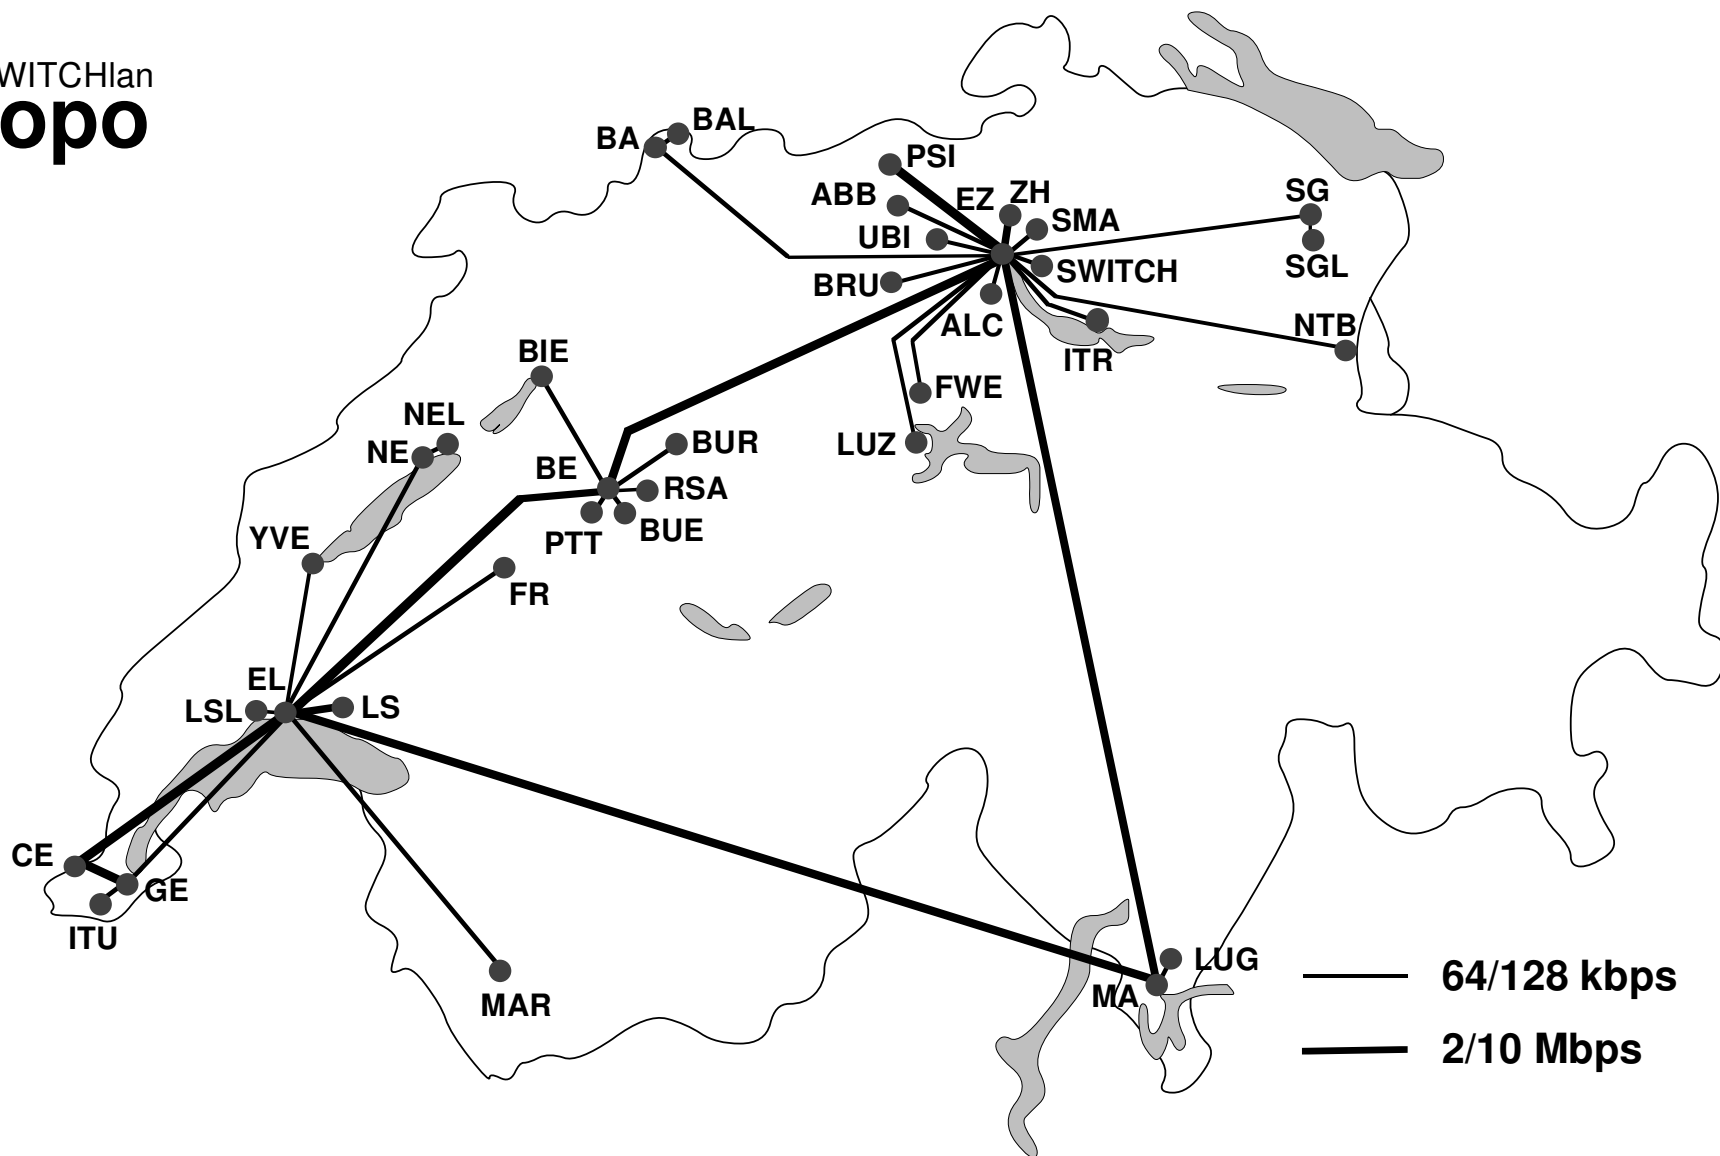 WITCHlan
opo
BAL
BA
PSI
ABB
EZ
ZH
SG
SMA
UBI
SGL
SWITCH
BRU
ALC
NTB
BIE
ITR
FWE
NEL
NE
BUR
LUZ
BE
RSA
YVE
PTT
BUE
FR
EL
LSL
LS
CE
GE
ITU
LUG
64/128 kbps
MAR
MA
2/10 Mbps